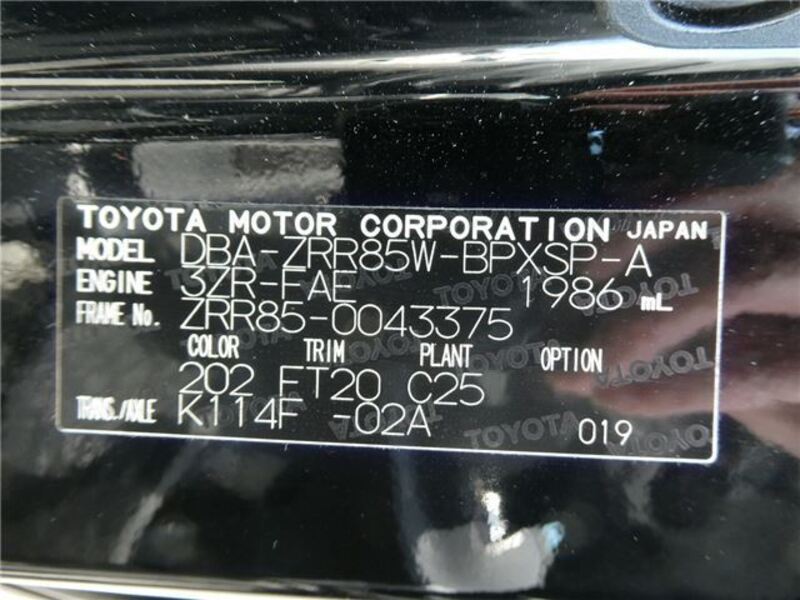 TOYOTA MOTOR CORPORATION JAPAN
MODEL DBA-ZRR85W-BPXSP-A
ENGINE 3ZR-FAE 1986 mL
FRAME No. ZRR85-0043375
COLOR TRIM PLANT OPTION
202 FT20 C25
TRANS./AXLE K114F -02A 019